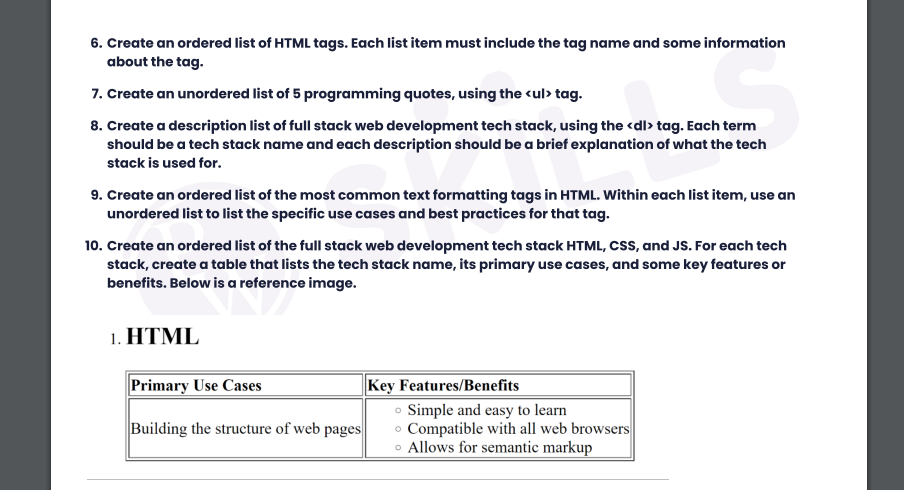 6. Create an ordered list of HTML tags. Each list item must include the tag name and some information
about the tag.
7. Create an unordered list of 5 programming quotes, using the <ul> tag.
8. Create a description list of full stack web development tech stack, using the <dl> tag. Each term
should be a tech stack name and each description should be a brief explanation of what the tech
stack is used for.
9. Create an ordered list of the most common text formatting tags in HTML. Within each list item, use an
unordered list to list the specific use cases and best practices for that tag.
10. Create an ordered list of the full stack web development tech stack HTML, CSS, and JS. For each tech
stack, create a table that lists the tech stack name, its primary use cases, and some key features or
benefits. Below is a reference image.
SKILLS
1. HTML
Primary Use Cases Key Features/Benefits
Building the structure of web pages
Simple and easy to learn
Compatible with all web browsers
Allows for semantic markup